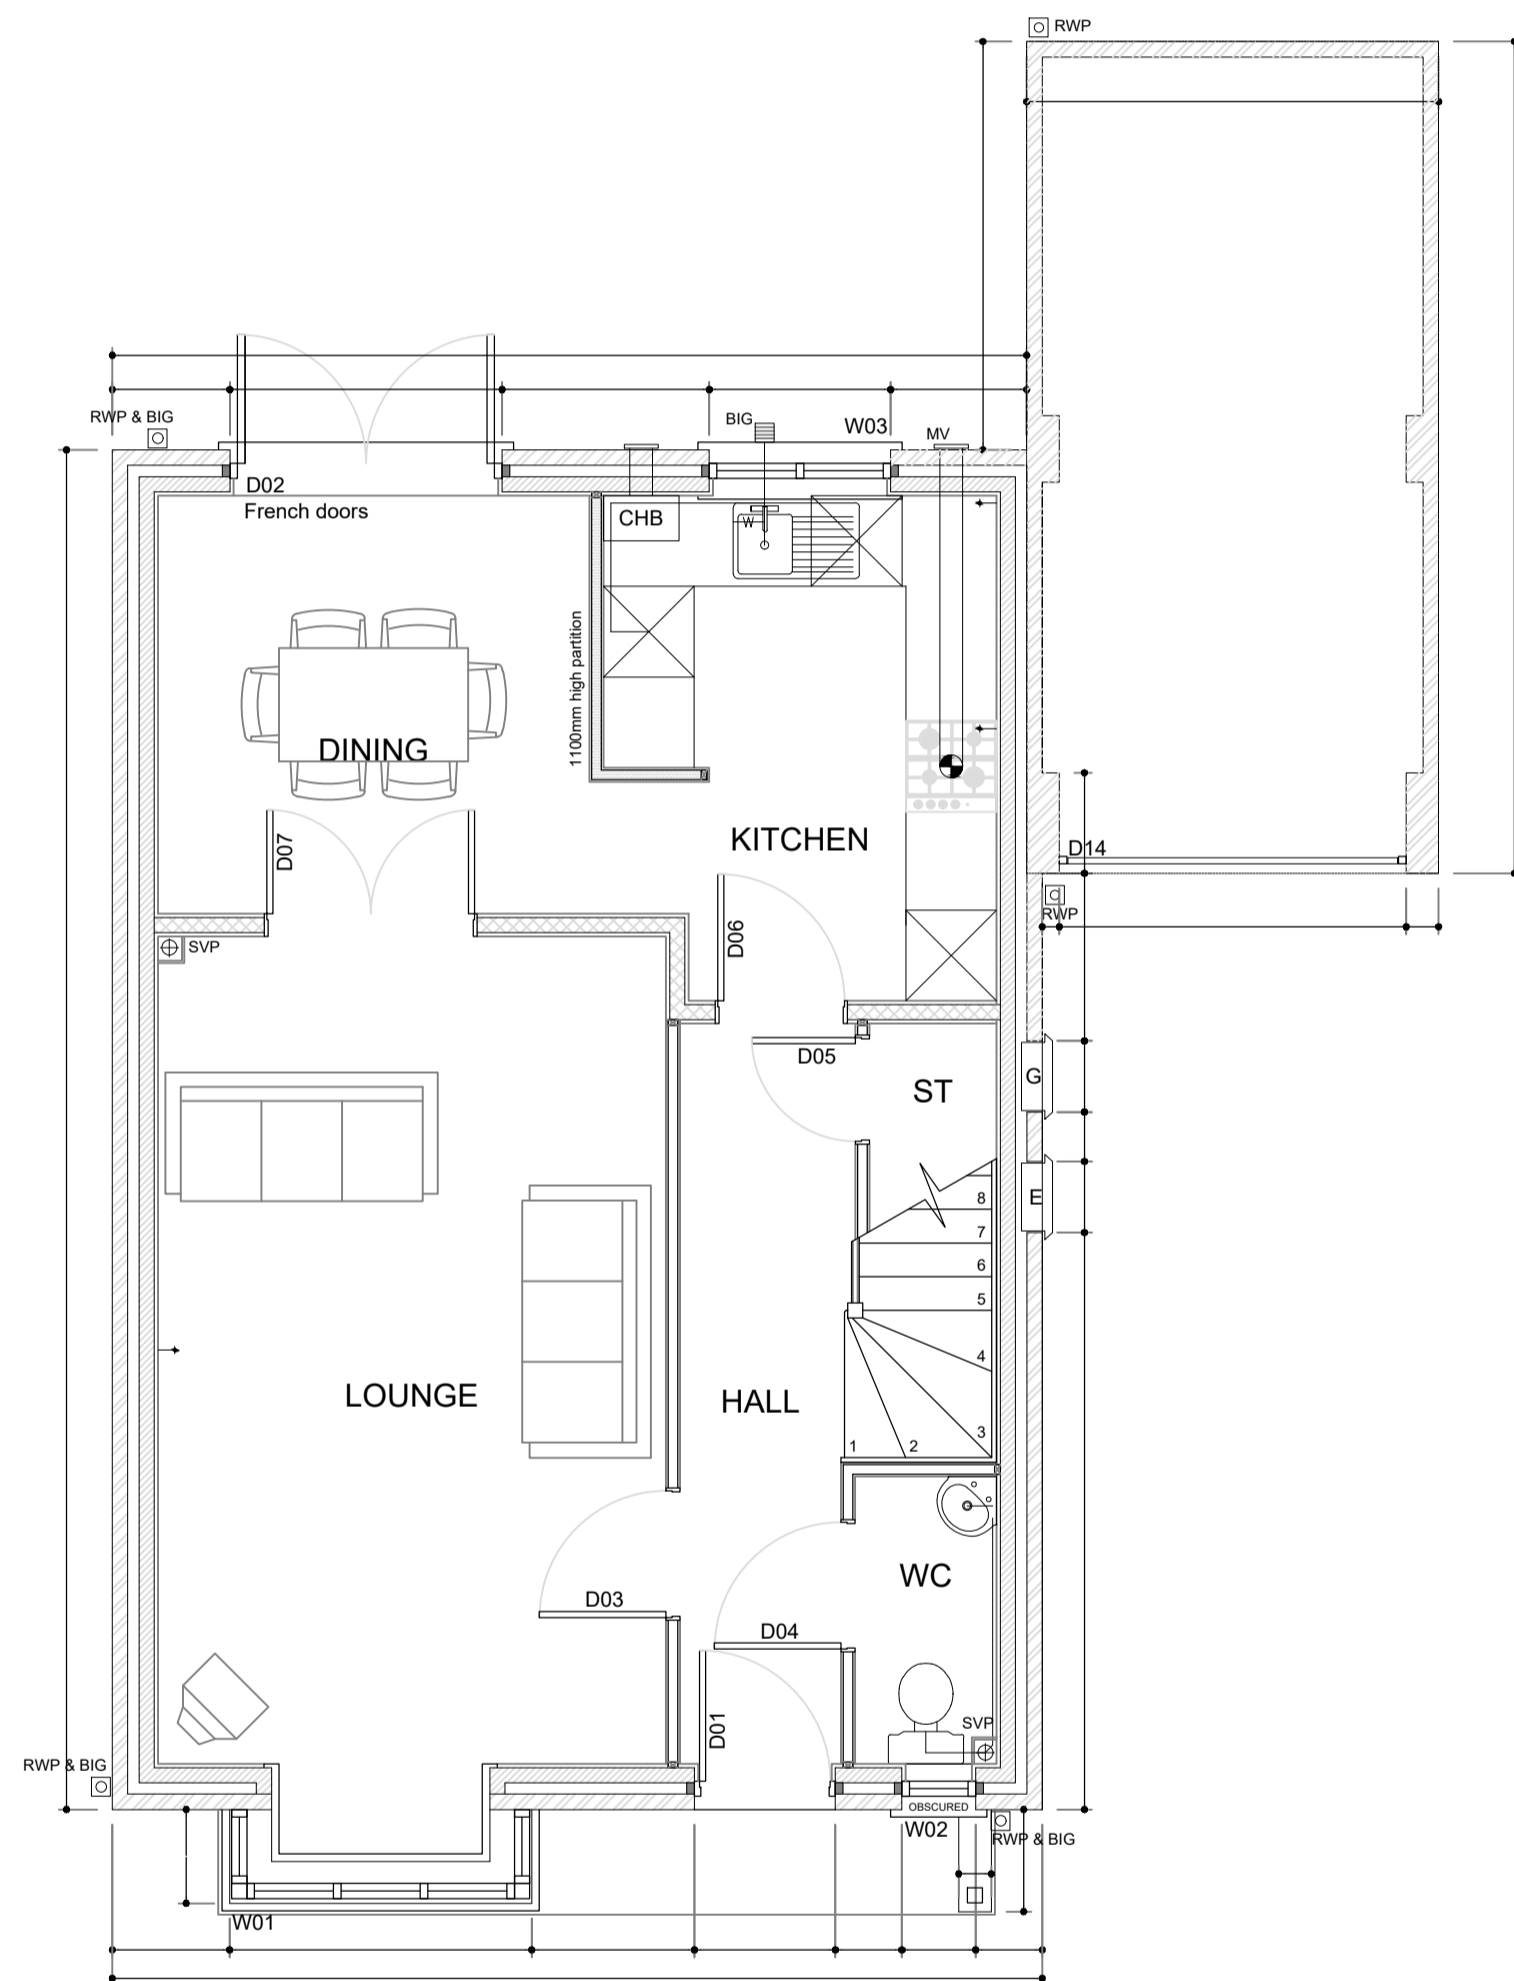 RWP
RWP & BIG
BIG
W03
MV
D02
French doors
CHB
W
1100mm high partition
DINING
KITCHEN
D07
D14
RWP
D06
SVP
D05
ST
G
E
8
7
6
5
4
3
2
1
LOUNGE
HALL
WC
D03
D04
D01
SVP
RWP & BIG
OBSCURED
W02
RWP & BIG
W01